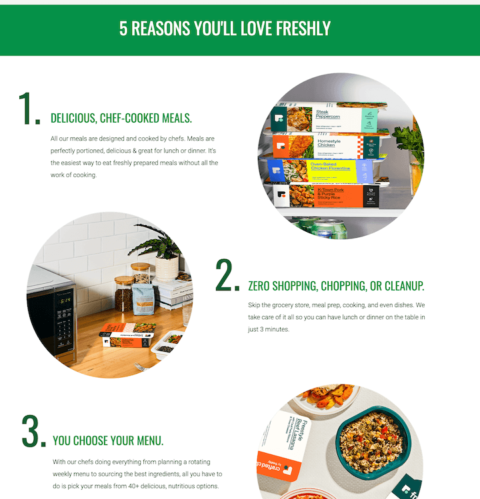 5 REASONS YOU'LL LOVE FRESHLY
1.
DELICIOUS, CHEF-COOKED MEALS.
All our meals are designed and cooked by chefs. Meals are
perfectly portioned, delicious & great for lunch or dinner. It's
the easiest way to eat freshly prepared meals without all the
work of cooking.
Steak
Peppercorn
Homestyle
Chicken
2.
ZERO SHOPPING, CHOPPING, OR CLEANUP.
Skip the grocery store, meal prep, cooking, and even dishes. We
take care of it all so you can have lunch or dinner on the table in
just 3 minutes.
3.
YOU CHOOSE YOUR MENU.
With our chefs doing everything from planning a rotating
weekly menu to sourcing the best ingredients, all you have to
do is pick your meals from 40+ delicious, nutritious options.